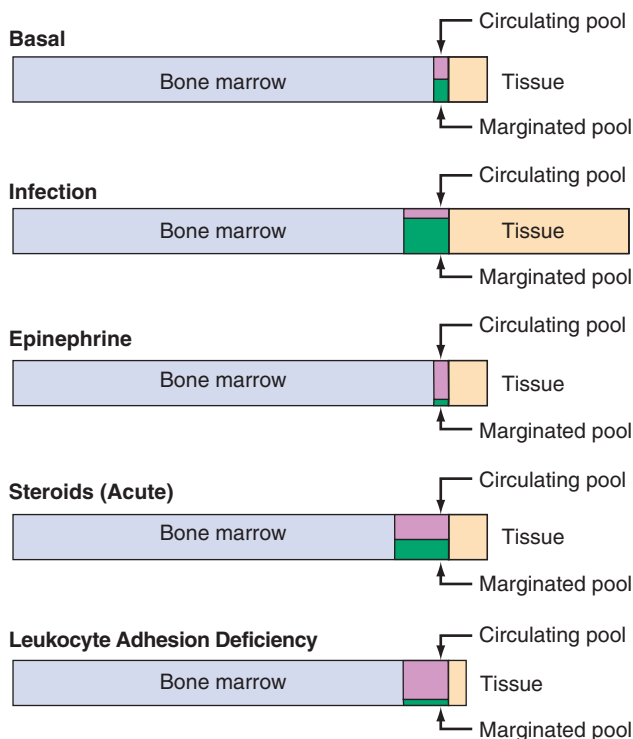 Circulating pool
Basal
Bone marrow
Tissue
Marginated pool
Circulating pool
Infection
Bone marrow
Tissue
Marginated pool
Circulating pool
Epinephrine
Bone marrow
Tissue
Marginated pool
Circulating pool
Steroids (Acute)
Bone marrow
Tissue
Marginated pool
Circulating pool
Leukocyte Adhesion Deficiency
Bone marrow
Tissue
Marginated pool